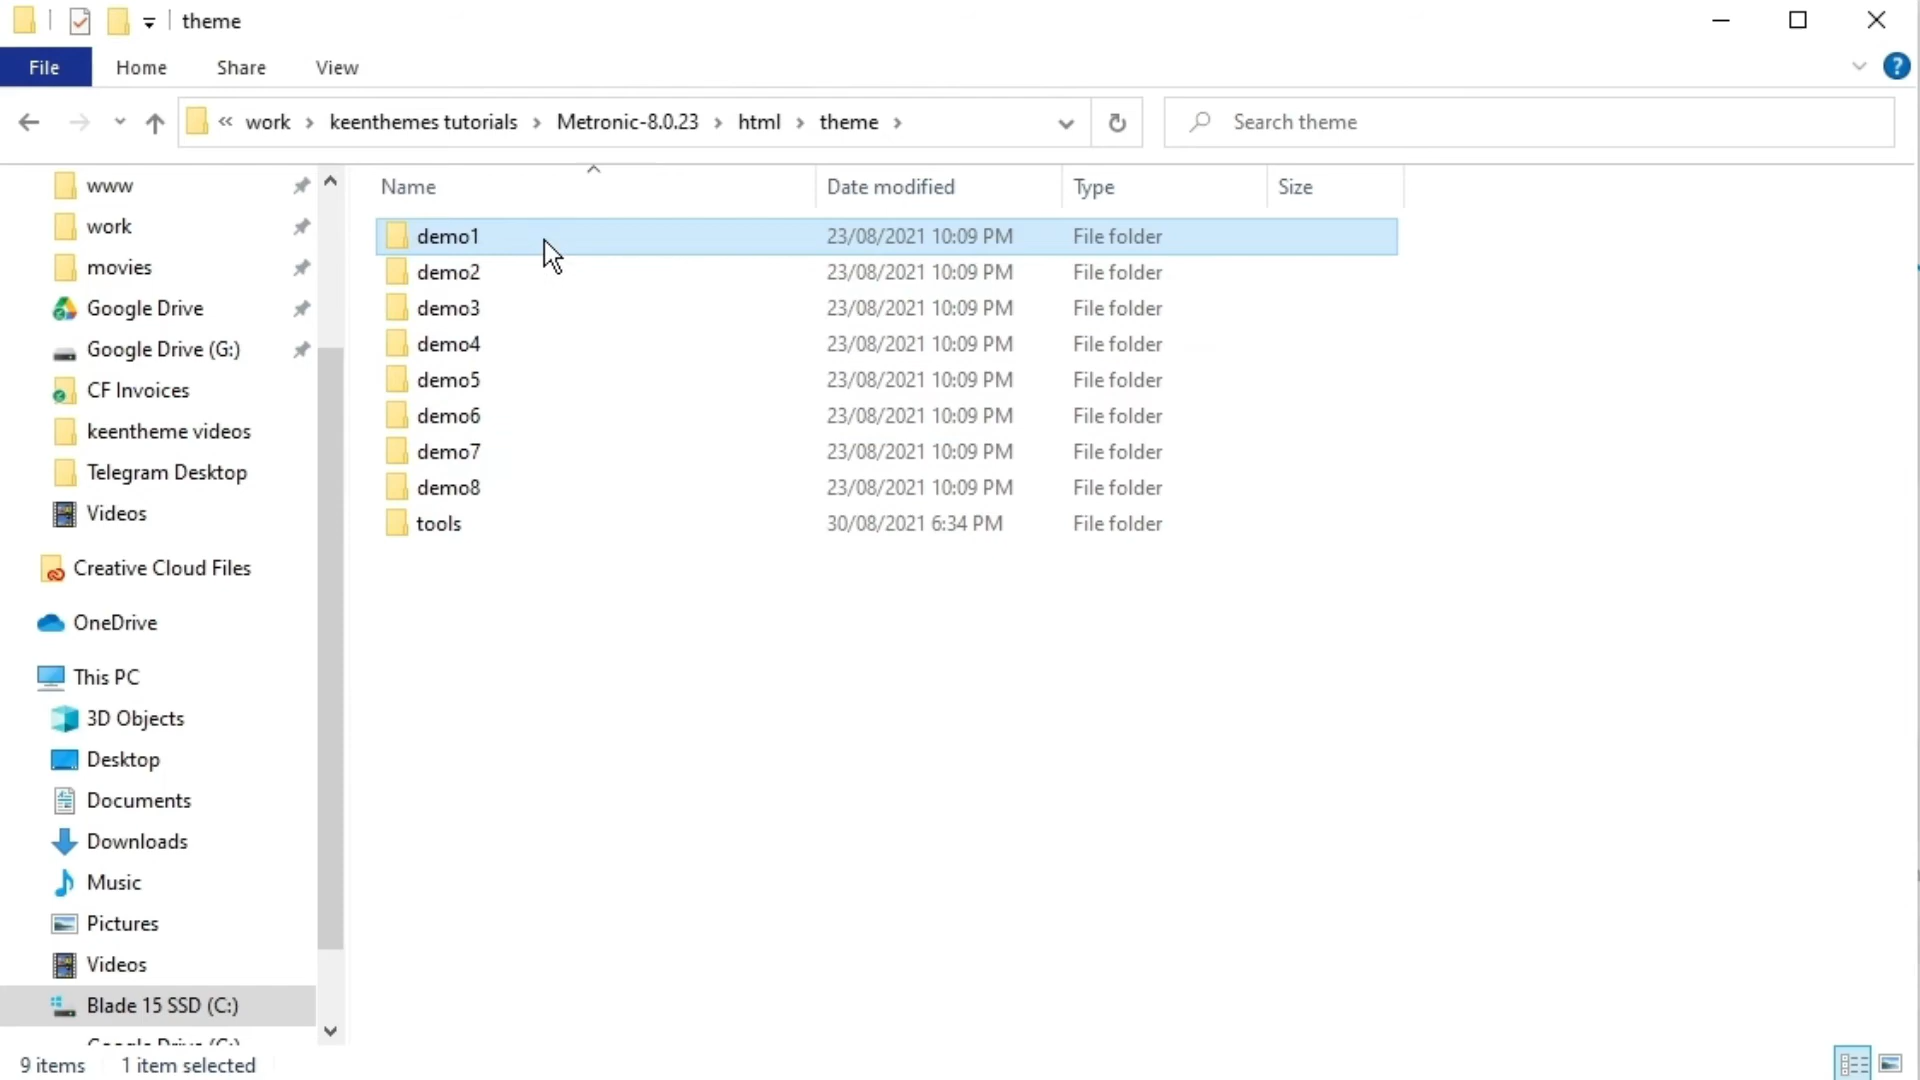 theme
File Home Share View
« work › keenthemes tutorials › Metronic-8.0.23 › html › theme › Search theme
www
work
movies
Google Drive
Google Drive (G:)
CF Invoices
keentheme videos
Telegram Desktop
Videos
Creative Cloud Files
OneDrive
This PC
3D Objects
Desktop
Documents
Downloads
Music
Pictures
Videos
Blade 15 SSD (C:)
Google Drive (G:)
Name Date modified Type Size
demo1 23/08/2021 10:09 PM File folder
demo2 23/08/2021 10:09 PM File folder
demo3 23/08/2021 10:09 PM File folder
demo4 23/08/2021 10:09 PM File folder
demo5 23/08/2021 10:09 PM File folder
demo6 23/08/2021 10:09 PM File folder
demo7 23/08/2021 10:09 PM File folder
demo8 23/08/2021 10:09 PM File folder
tools 30/08/2021 6:34 PM File folder
9 items 1 item selected